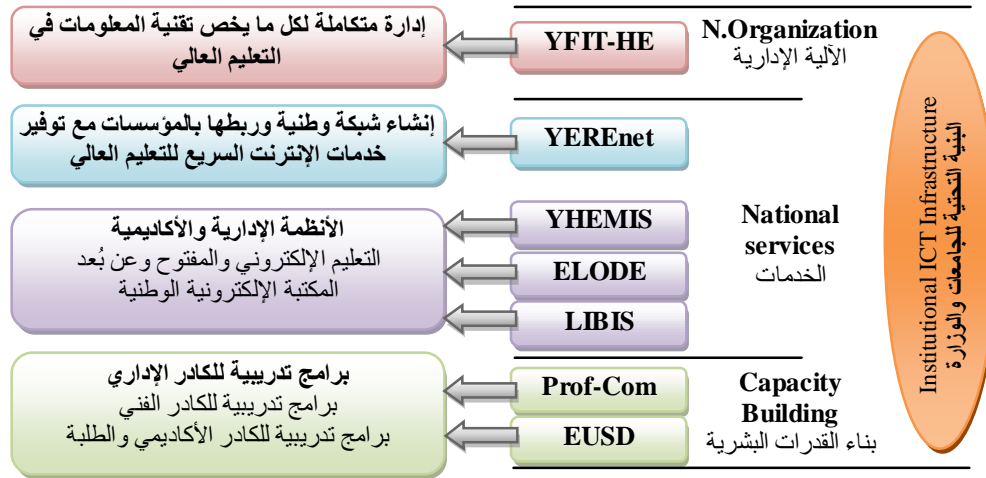 إدارة متكاملة لكل ما يخص تقنية المعلومات في
التعليم العالي
YFIT-HE
N.Organization
الآلية الإدارية
إنشاء شبكة وطنية وربطها بالمؤسسات مع توفير
خدمات الإنترنت السريع للتعليم العالي
YEREnet
الأنظمة الإدارية والأكاديمية
التعليم الإلكتروني والمفتوح وعن بُعد
المكتبة الإلكترونية الوطنية
YHEMIS
ELODE
LIBIS
National
services
الخدمات
برامج تدريبية للكادر الإداري
برامج تدريبية للكادر الفني
برامج تدريبية للكادر الأكاديمي والطلبة
Prof-Com
EUSD
Capacity
Building
بناء القدرات البشرية
Institutional ICT Infrastructure
البنية التحتية للجامعات والوزارة